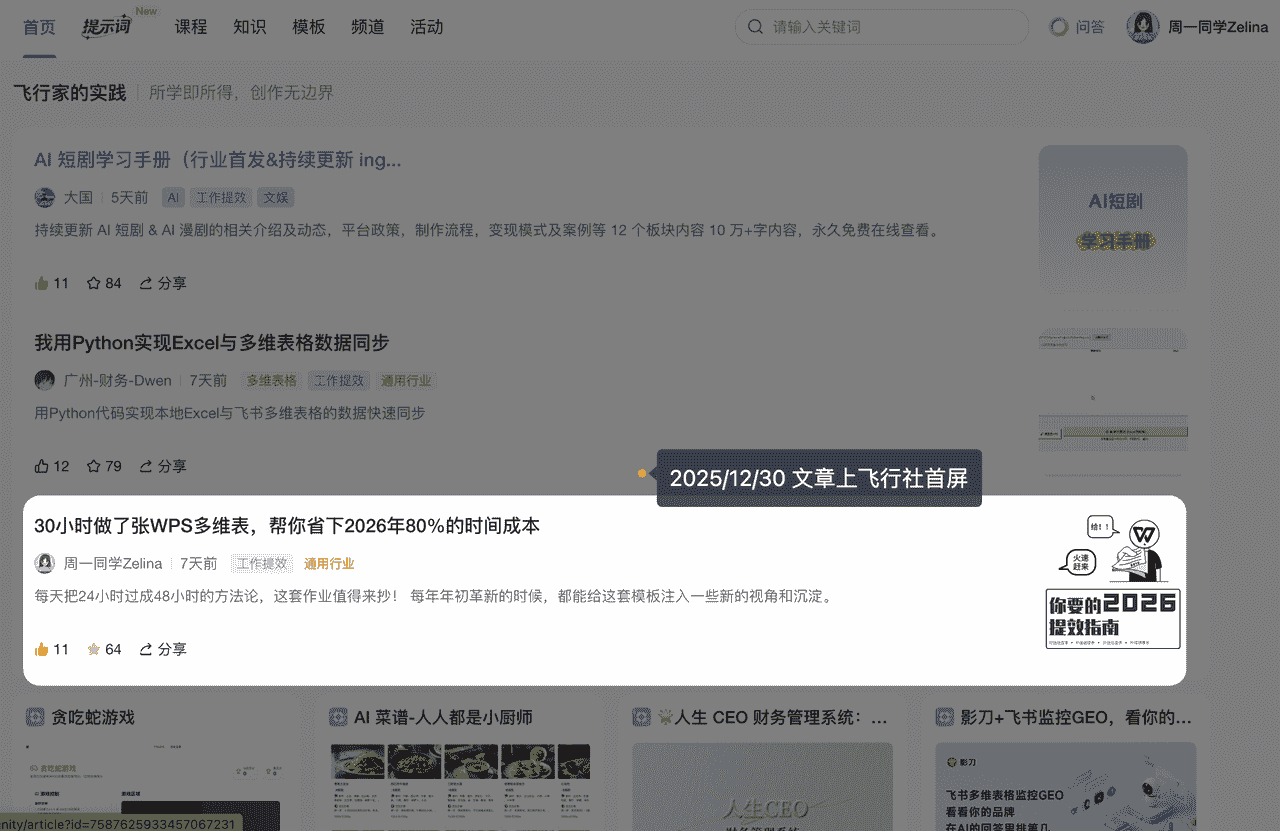 首页
提示词
New
课程
知识
模板
频道
活动
请输入关键词
问答
周一同学Zelina
飞行家的实践
所学即所得，创作无边界
AI 短剧学习手册（行业首发&持续更新 ing...
大国 5天前 AI 工作提效 文娱
持续更新 AI 短剧 & AI 漫剧的相关介绍及动态，平台政策，制作流程，变现模式及案例等 12 个板块内容 10 万+字内容，永久免费在线查看。
11 84 分享
AI短剧
学习手册
我用Python实现Excel与多维表格数据同步
广州-财务-Dwen 7天前 多维表格 工作提效 通用行业
用Python代码实现本地Excel与飞书多维表格的数据快速同步
12 79 分享
2025/12/30 文章上飞行社首屏
30小时做了张WPS多维表，帮你省下2026年80%的时间成本
周一同学Zelina 7天前 工作提效 通用行业
每天把24小时过成48小时的方法论，这套作业值得来抄！ 每年年初革新的时候，都能给这套模板注入一些新的视角和沉淀。
11 64 分享
给！！
火速
赶来
你要的2026
提效指南
贪吃蛇游戏
AI 菜谱-人人都是小厨师
人生 CEO 财务管理系统：...
影刀+飞书监控GEO，看你的...
贪吃蛇游戏
人生CEO
财务管理系统
影刀
飞书多维表格监控GEO
看看你的品牌
在AI的回答里排第几
nity/article?id=7587625933457067231